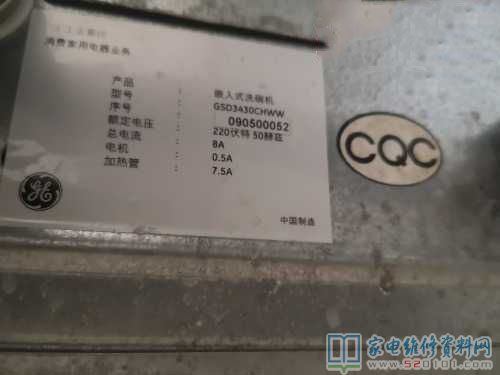 消费家用电器业务
产品 : 嵌入式洗碗机
型号 : GSD3430CHWW
序号 : 090500052
额定电压 : 220伏特 50赫兹
总电流 : 8A
电机 : 0.5A
加热管 : 7.5A
GE
中国制造
CQC
家电维修资料网
www.520101.com